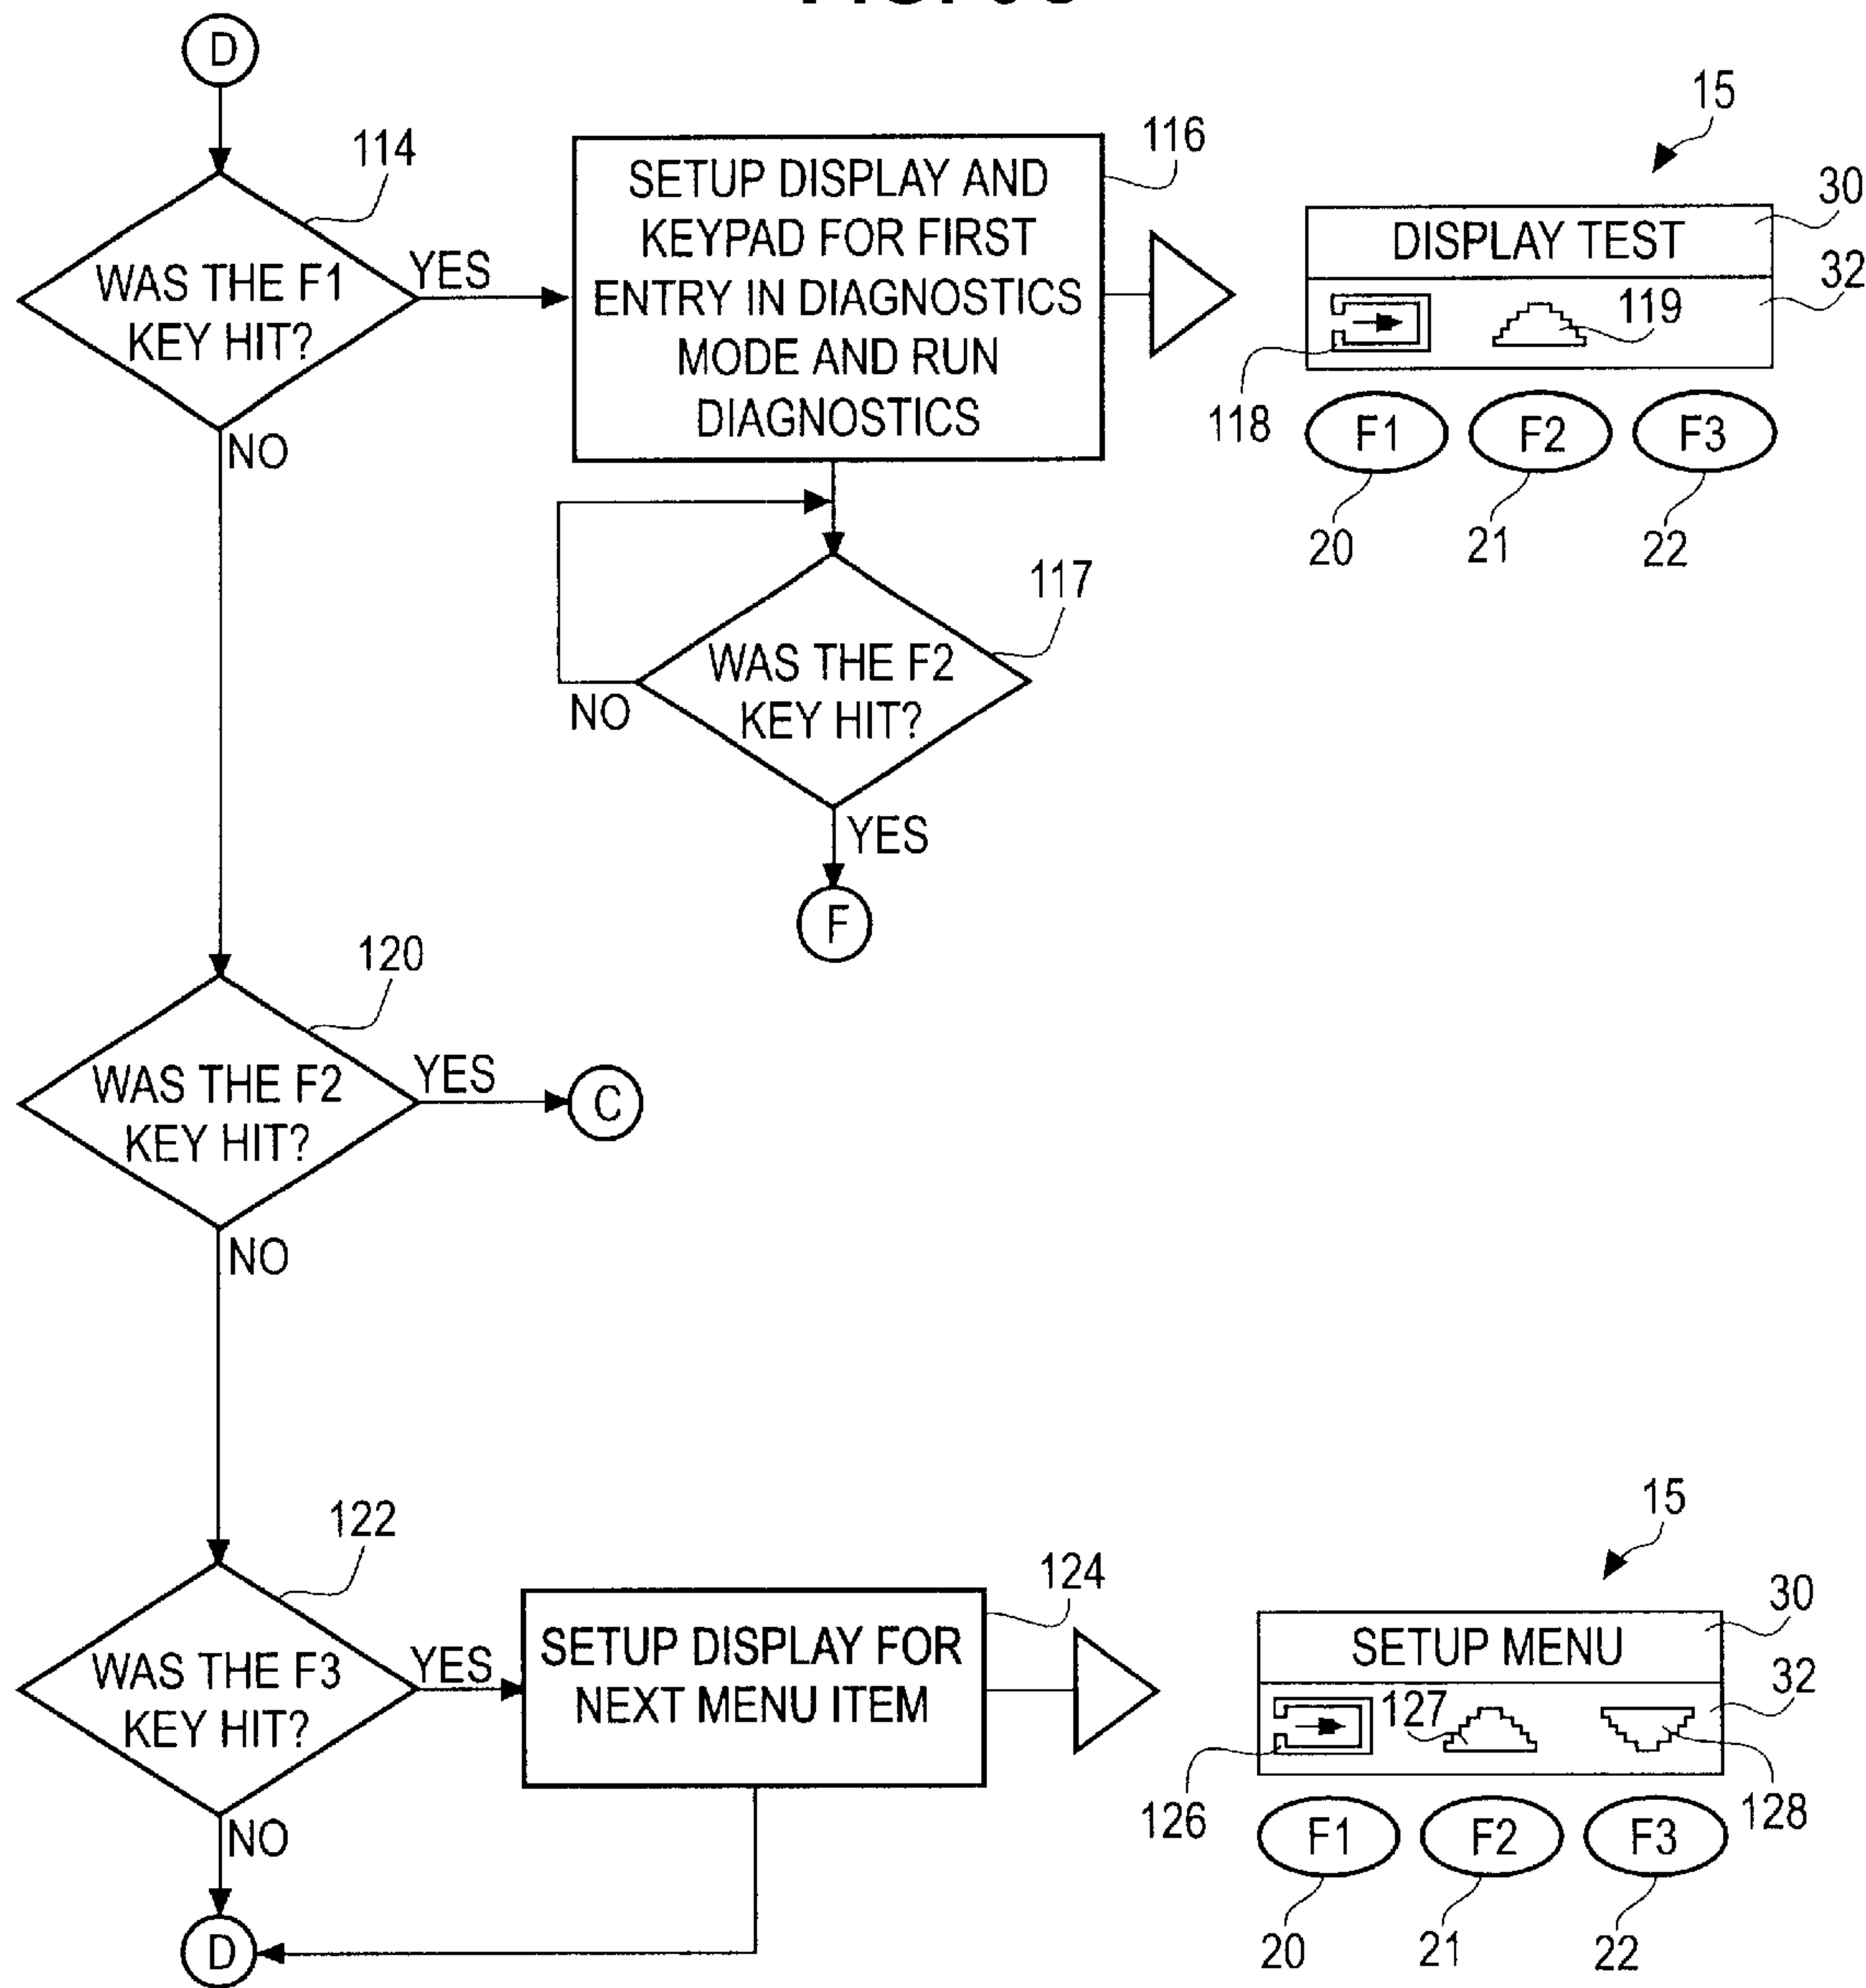 D
114
WAS THE F1
KEY HIT?
YES
NO
116
SETUP DISPLAY AND
KEYPAD FOR FIRST
ENTRY IN DIAGNOSTICS
MODE AND RUN
DIAGNOSTICS
15
30
DISPLAY TEST
32
119
118
F1
F2
F3
20
21
22
117
WAS THE F2
KEY HIT?
NO
YES
F
120
WAS THE F2
KEY HIT?
YES
C
NO
122
WAS THE F3
KEY HIT?
YES
NO
124
SETUP DISPLAY FOR
NEXT MENU ITEM
15
30
SETUP MENU
32
127
126
128
F1
F2
F3
20
21
22
D